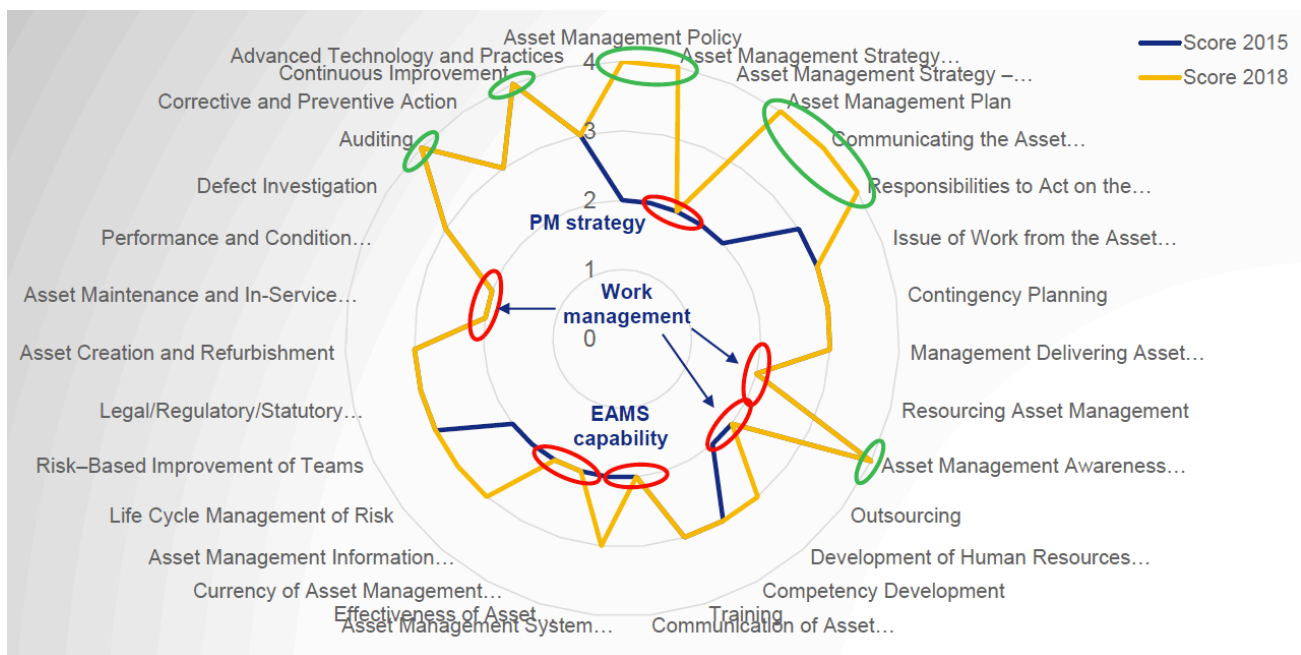 Asset Management Policy
Asset Management Strategy…
Asset Management Strategy –…
Asset Management Plan
Communicating the Asset…
Responsibilities to Act on the…
Issue of Work from the Asset…
Contingency Planning
Management Delivering Asset…
Resourcing Asset Management
Asset Management Awareness…
Outsourcing
Development of Human Resources…
Competency Development
Training
Communication of Asset…
Asset Management System…
Effectiveness of Asset…
Currency of Asset Management…
Asset Management Information…
Life Cycle Management of Risk
Risk–Based Improvement of Teams
Legal/Regulatory/Statutory…
Asset Creation and Refurbishment
Asset Maintenance and In-Service…
Performance and Condition…
Defect Investigation
Auditing
Corrective and Preventive Action
Continuous Improvement
Advanced Technology and Practices
4
3
2
1
0
PM strategy
Work
management
EAMS
capability
Score 2015
Score 2018